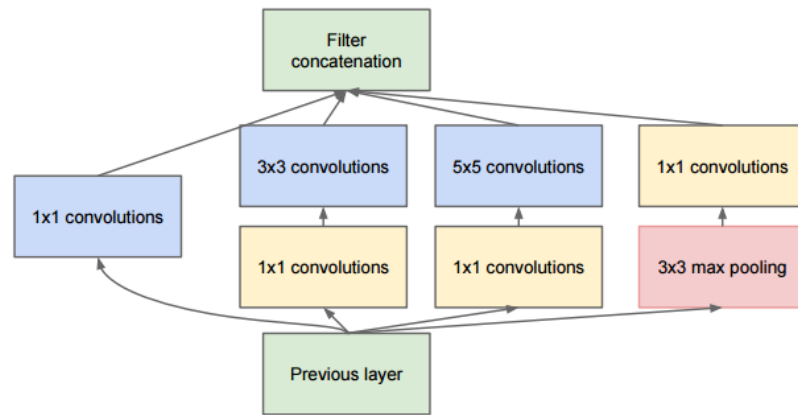 Filter
concatenation
3x3 convolutions
5x5 convolutions
1x1 convolutions
1x1 convolutions
1x1 convolutions
1x1 convolutions
3x3 max pooling
Previous layer